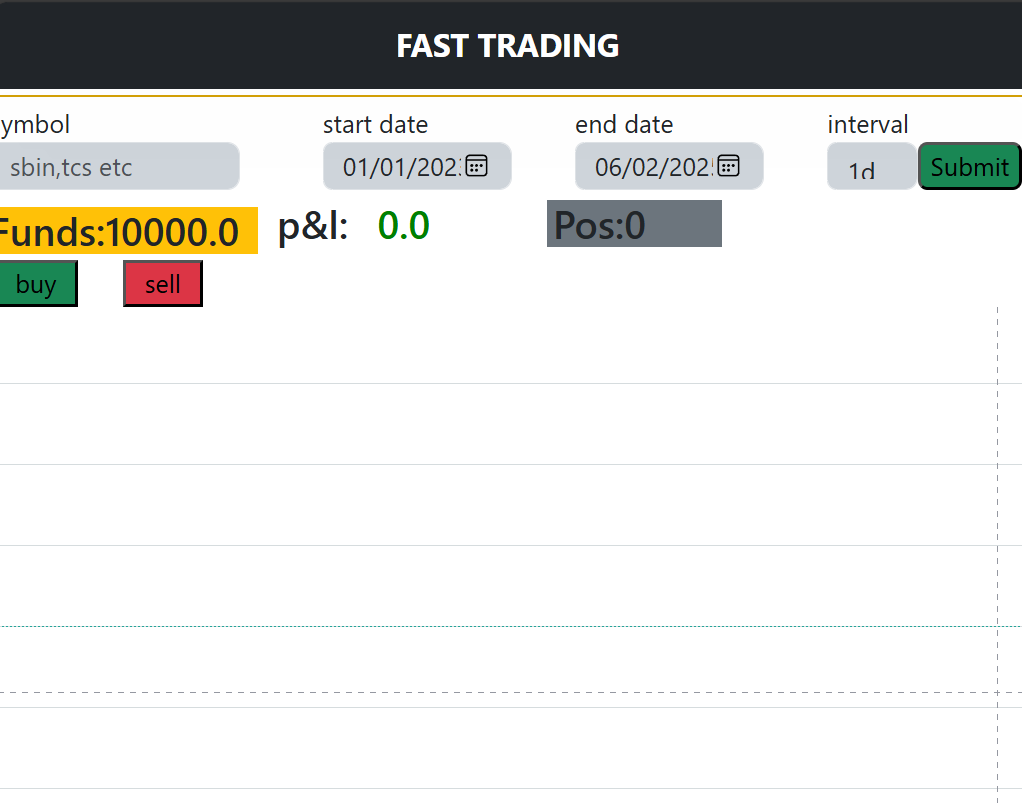 FAST TRADING
ymbol start date end date interval
sbin,tcs etc 01/01/202 06/02/202 1d Submit
Funds:10000.0 p&l: 0.0 Pos:0
buy sell